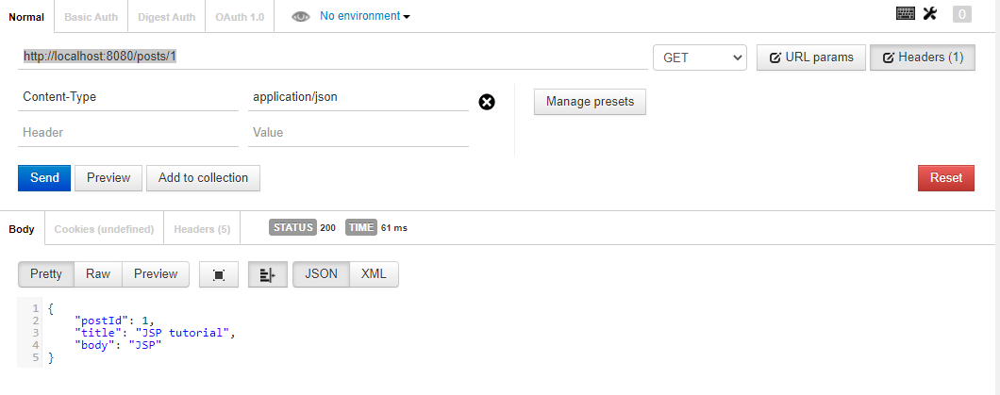 Normal Basic Auth Digest Auth OAuth 1.0 No environment 0
http://localhost:8080/posts/1 GET URL params Headers (1)
Content-Type application/json Manage presets
Header Value
Send Preview Add to collection Reset
Body Cookies (undefined) Headers (5) STATUS 200 TIME 61 ms
Pretty Raw Preview JSON XML
1 {
2 "postId": 1,
3 "title": "JSP tutorial",
4 "body": "JSP"
5 }